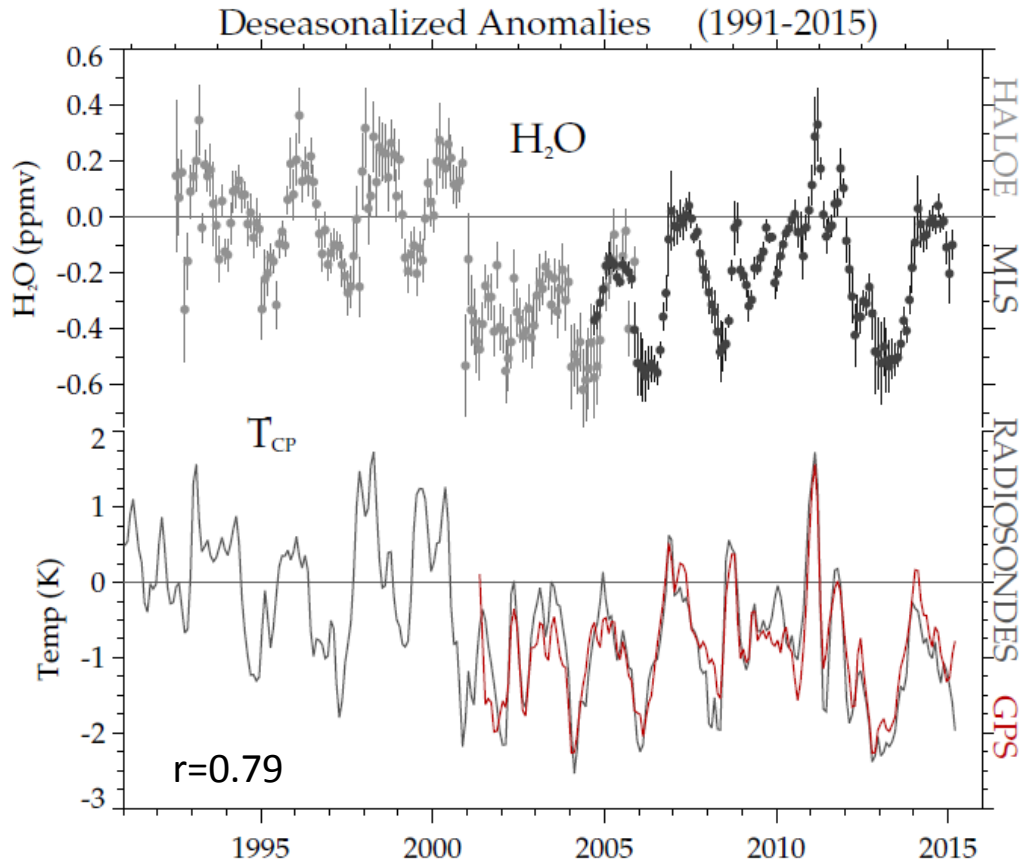 Deseasonalized Anomalies (1991-2015)
0.6
0.4
0.2
0.0
-0.2
-0.4
-0.6
H₂O (ppmv)
H₂O
HALOE
MLS
2
1
0
-1
-2
-3
Temp (K)
T_CP
r=0.79
RADIOSONDES
GPS
1995
2000
2005
2010
2015